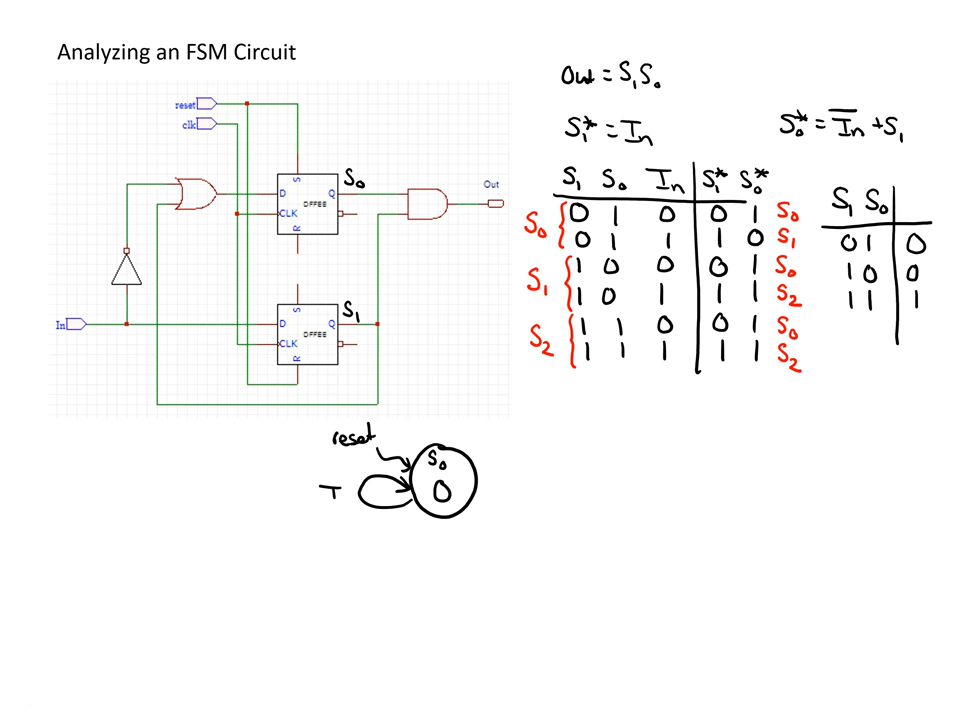 Analyzing an FSM Circuit
Out = S₁S₀
S₁* = In
S₀* = I̅n̅ + S₁
reset
clk
S
D
Q
DFFEE
CLK
R
S₀
Out
In
S
D
Q
DFFEE
CLK
R
S₁
S₁ S₀ In S₁* S₀*
S₀ 0 1 0 0 1 S₀
0 1 1 1 0 S₁
S₁ 1 0 0 0 1 S₀
1 0 1 1 1 S₂
S₂ 1 1 0 0 1 S₀
1 1 1 1 1 S₂
S₁ S₀
0 1 0
1 0 0
1 1 1
reset
S₀
0